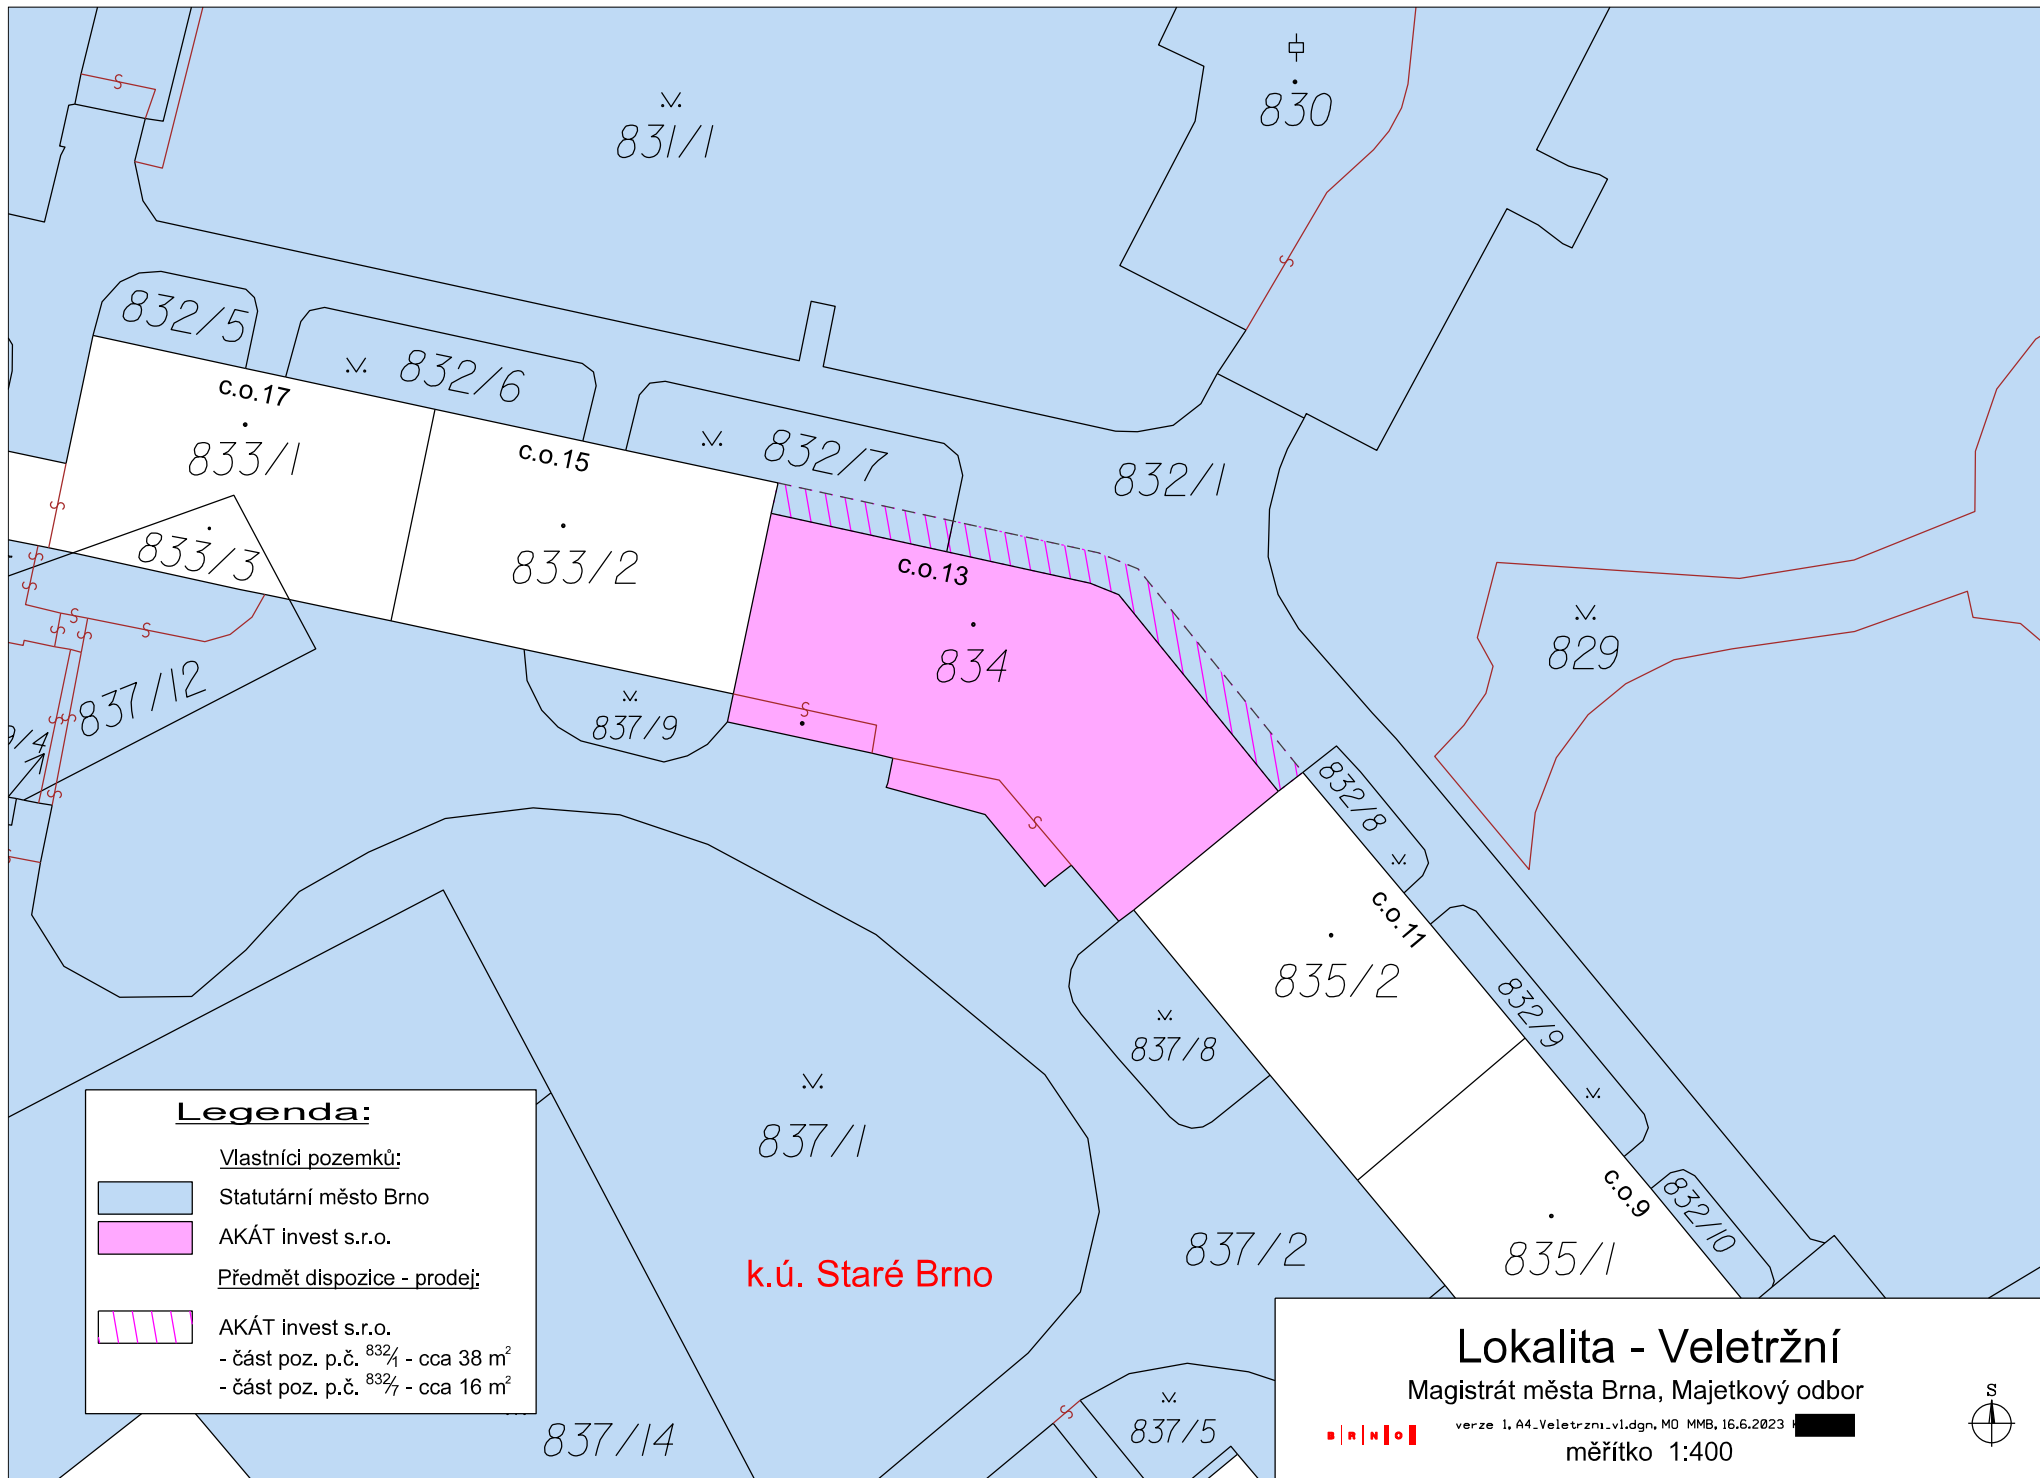 830
831/1
832/5
832/6
c.o.17
832/7
833/1
c.o.15
832/1
833/3
833/2
c.o.13
834
829
837/12
837/9
9/4
832/8
c.o.11
835/2
832/9
837/8
837/1
c.o.9
832/10
837/2
835/1
k.ú. Staré Brno
837/14
837/5
Legenda:
Vlastníci pozemků:
Statutární město Brno
AKÁT invest s.r.o.
Předmět dispozice - prodej:
AKÁT invest s.r.o.
- část poz. p.č. 832/1 - cca 38 m²
- část poz. p.č. 832/7 - cca 16 m²
Lokalita - Veletržní
Magistrát města Brna, Majetkový odbor
verze 1, A4_Veletrzni_v1.dgn, MO MMB, 16.6.2023
BRNO
měřítko 1:400
S